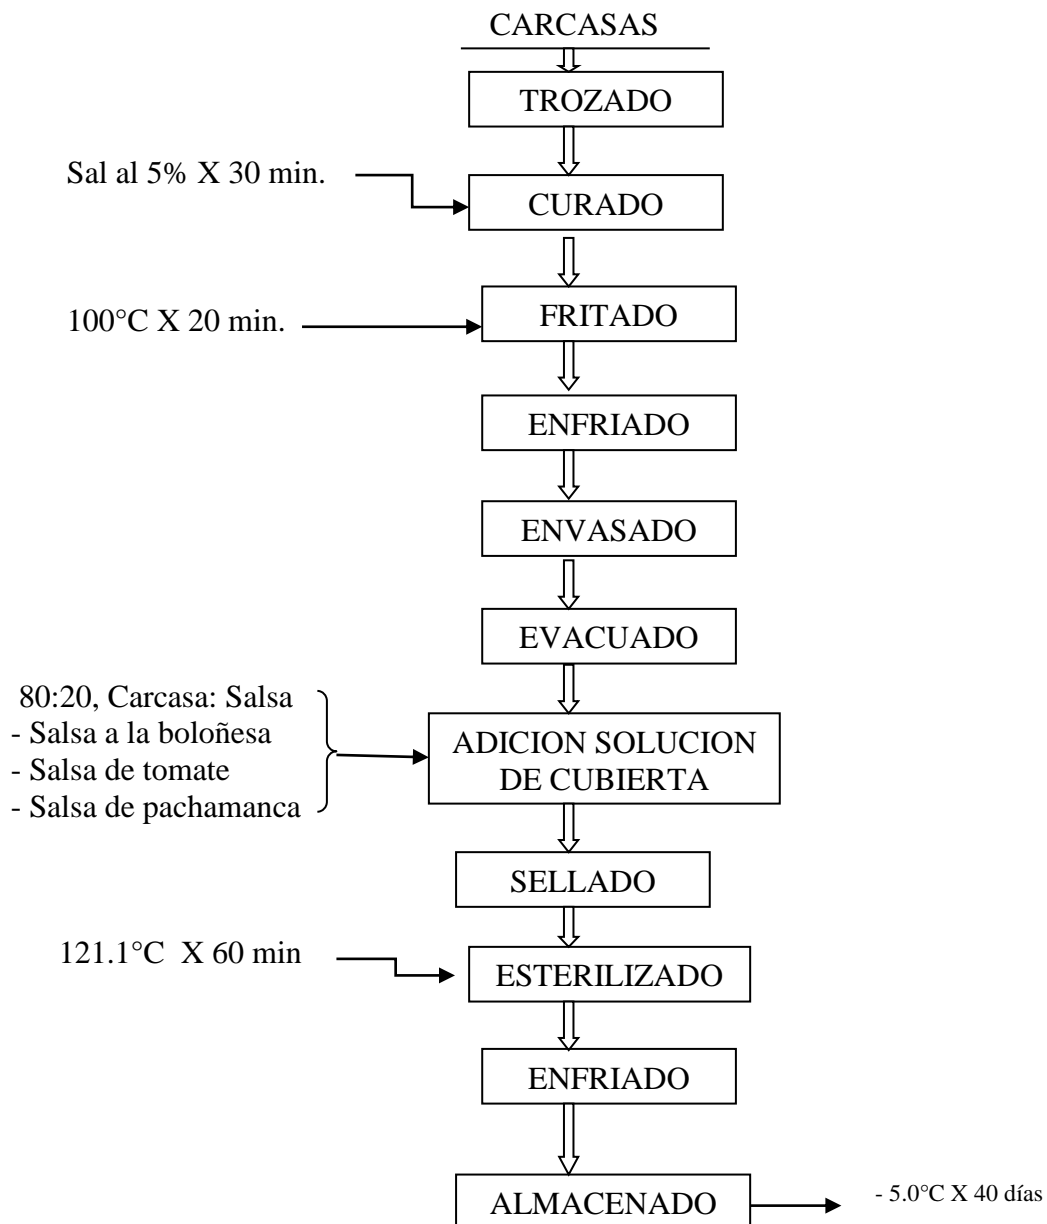 CARCASAS
TROZADO
Sal al 5% X 30 min.
CURADO
100°C X 20 min.
FRITADO
ENFRIADO
ENVASADO
EVACUADO
80:20, Carcasa: Salsa
- Salsa a la boloñesa
- Salsa de tomate
- Salsa de pachamanca
ADICION SOLUCION
DE CUBIERTA
SELLADO
121.1°C X 60 min
ESTERILIZADO
ENFRIADO
ALMACENADO
- 5.0°C X 40 días